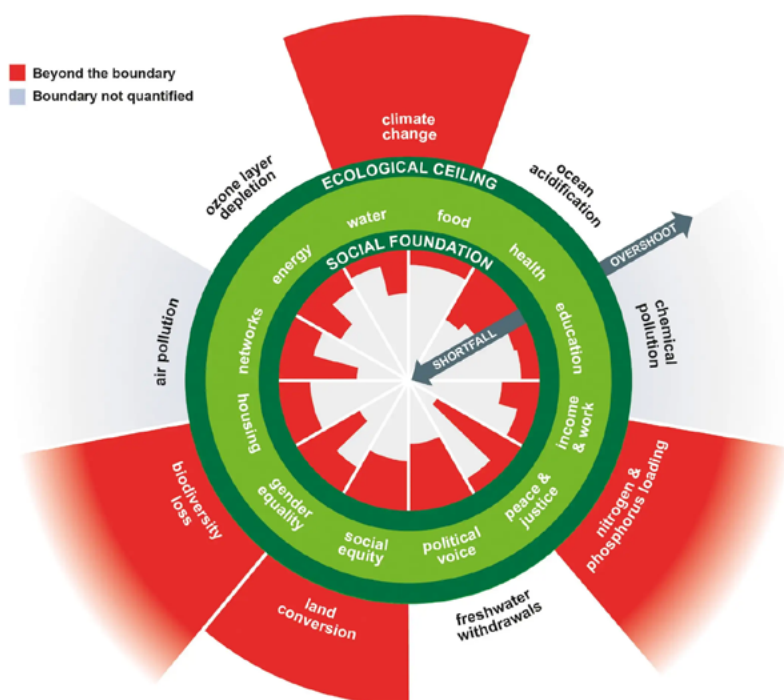 Beyond the boundary
Boundary not quantified
climate
change
ozone layer
depletion
ocean
acidification
ECOLOGICAL CEILING
water
food
energy
health
SOCIAL FOUNDATION
OVERSHOOT
SHORTFALL
air pollution
networks
education
chemical
pollution
housing
income
& work
biodiversity
loss
gender
equality
social
equity
political
voice
peace &
justice
nitrogen &
phosphorus loading
land
conversion
freshwater
withdrawals